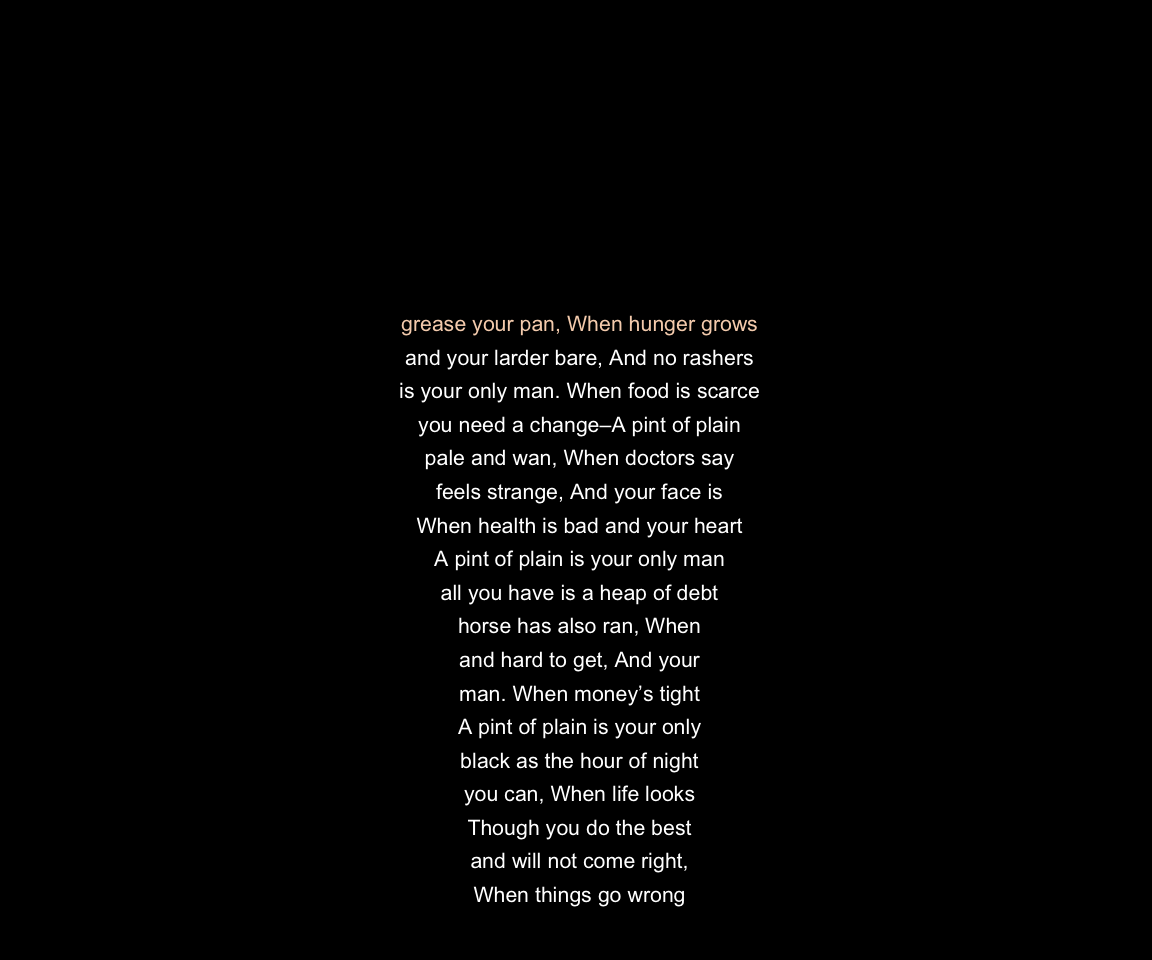 grease your pan, When hunger grows
and your larder bare, And no rashers
is your only man. When food is scarce
you need a change–A pint of plain
pale and wan, When doctors say
feels strange, And your face is
When health is bad and your heart
A pint of plain is your only man
all you have is a heap of debt
horse has also ran, When
and hard to get, And your
man. When money’s tight
A pint of plain is your only
black as the hour of night
you can, When life looks
Though you do the best
and will not come right,
When things go wrong